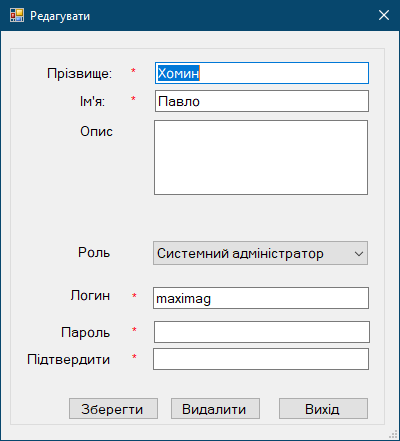 Редагувати
Прізвище: * Хомин
Ім'я: * Павло
Опис
Роль Системний адміністратор
Логин * maximag
Пароль *
Підтвердити *
Зберегти Видалити Вихід